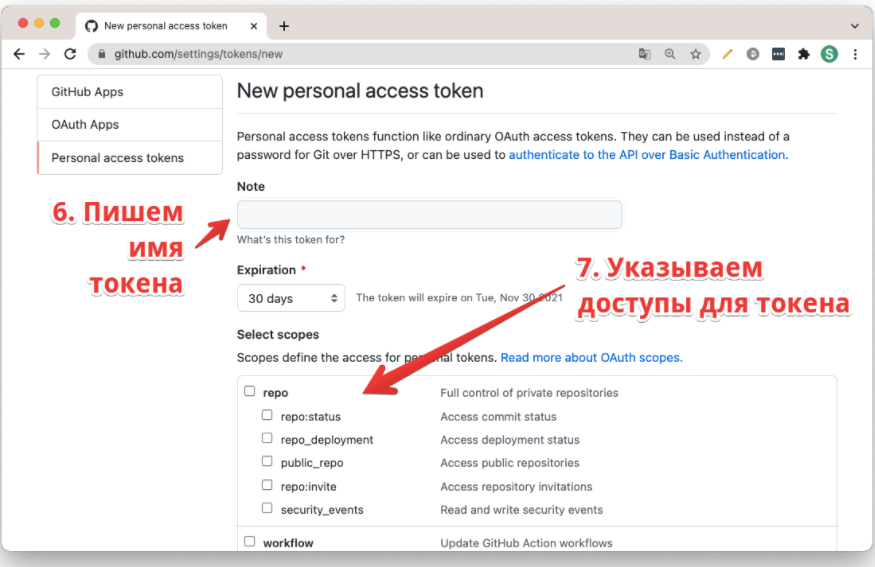 New personal access token
github.com/settings/tokens/new
S
GitHub Apps
OAuth Apps
Personal access tokens
New personal access token
Personal access tokens function like ordinary OAuth access tokens. They can be used instead of a
password for Git over HTTPS, or can be used to authenticate to the API over Basic Authentication.
Note
6. Пишем
имя
токена
What's this token for?
Expiration *
30 days
The token will expire on Tue, Nov 30 2021
7. Указываем
доступы для токена
Select scopes
Scopes define the access for personal tokens. Read more about OAuth scopes.
repo Full control of private repositories
repo:status Access commit status
repo_deployment Access deployment status
public_repo Access public repositories
repo:invite Access repository invitations
security_events Read and write security events
workflow Update GitHub Action workflows